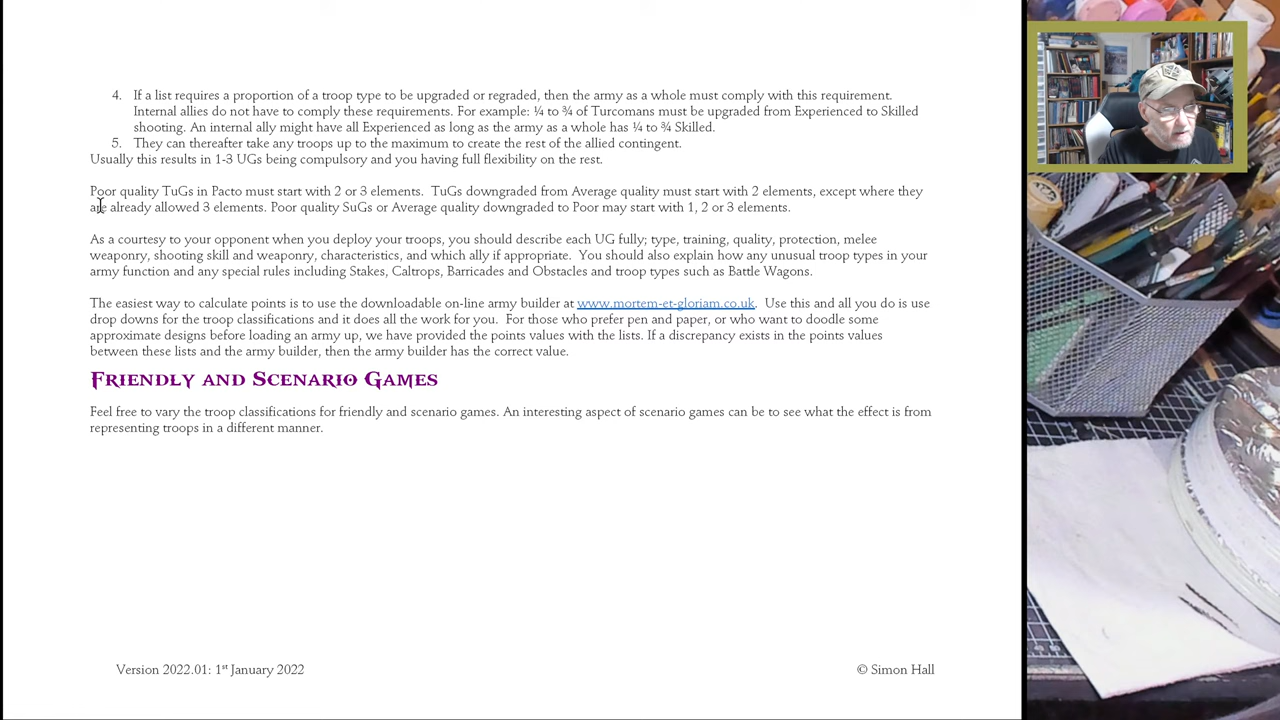 4. If a list requires a proportion of a troop type to be upgraded or regraded, then the army as a whole must comply with this requirement.
Internal allies do not have to comply these requirements. For example: ¼ to ¾ of Turcomans must be upgraded from Experienced to Skilled
shooting. An internal ally might have all Experienced as long as the army as a whole has ¼ to ¾ Skilled.
5. They can thereafter take any troops up to the maximum to create the rest of the allied contingent.
Usually this results in 1-3 UGs being compulsory and you having full flexibility on the rest.
Poor quality TuGs in Pacto must start with 2 or 3 elements. TuGs downgraded from Average quality must start with 2 elements, except where they
are already allowed 3 elements. Poor quality SuGs or Average quality downgraded to Poor may start with 1, 2 or 3 elements.
As a courtesy to your opponent when you deploy your troops, you should describe each UG fully; type, training, quality, protection, melee
weaponry, shooting skill and weaponry, characteristics, and which ally if appropriate. You should also explain how any unusual troop types in your
army function and any special rules including Stakes, Caltrops, Barricades and Obstacles and troop types such as Battle Wagons.
The easiest way to calculate points is to use the downloadable on-line army builder at www.mortem-et-gloriam.co.uk. Use this and all you do is use
drop downs for the troop classifications and it does all the work for you. For those who prefer pen and paper, or who want to doodle some
approximate designs before loading an army up, we have provided the points values with the lists. If a discrepancy exists in the points values
between these lists and the army builder, then the army builder has the correct value.
Friendly and Scenario Games
Feel free to vary the troop classifications for friendly and scenario games. An interesting aspect of scenario games can be to see what the effect is from
representing troops in a different manner.
Version 2022.01: 1st January 2022
© Simon Hall